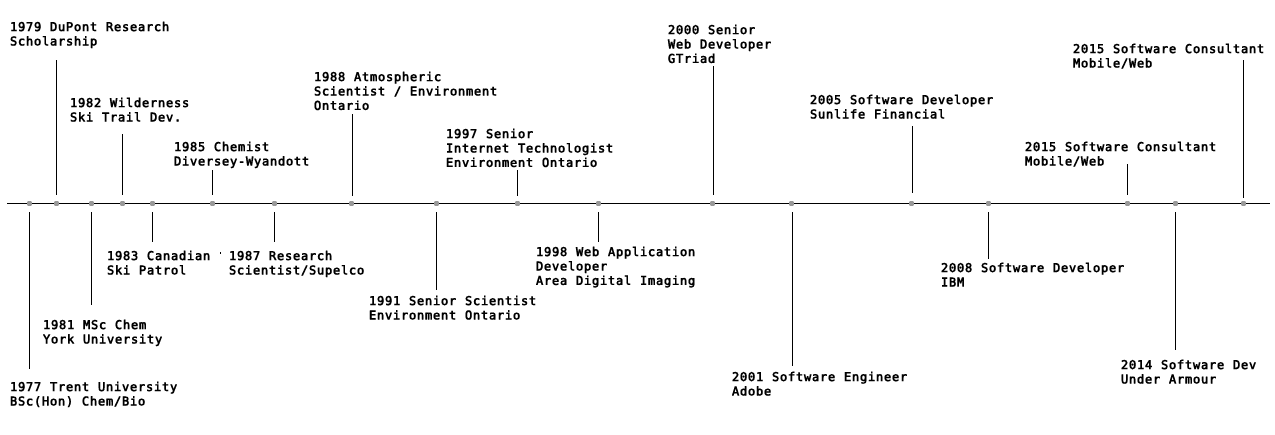 1979 DuPont Research
Scholarship
2000 Senior
Web Developer
GTriad
2015 Software Consultant
Mobile/Web
1988 Atmospheric
Scientist / Environment
Ontario
1982 Wilderness
Ski Trail Dev.
2005 Software Developer
Sunlife Financial
1997 Senior
Internet Technologist
Environment Ontario
1985 Chemist
Diversey-Wyandott
2015 Software Consultant
Mobile/Web
1983 Canadian
Ski Patrol
1987 Research
Scientist/Supelco
1998 Web Application
Developer
Area Digital Imaging
2008 Software Developer
IBM
1991 Senior Scientist
Environment Ontario
1981 MSc Chem
York University
2014 Software Dev
Under Armour
2001 Software Engineer
Adobe
1977 Trent University
BSc(Hon) Chem/Bio